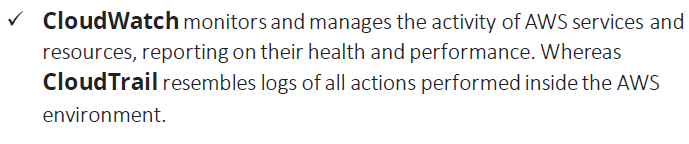 ✓ CloudWatch monitors and manages the activity of AWS services and
resources, reporting on their health and performance. Whereas
CloudTrail resembles logs of all actions performed inside the AWS
environment.